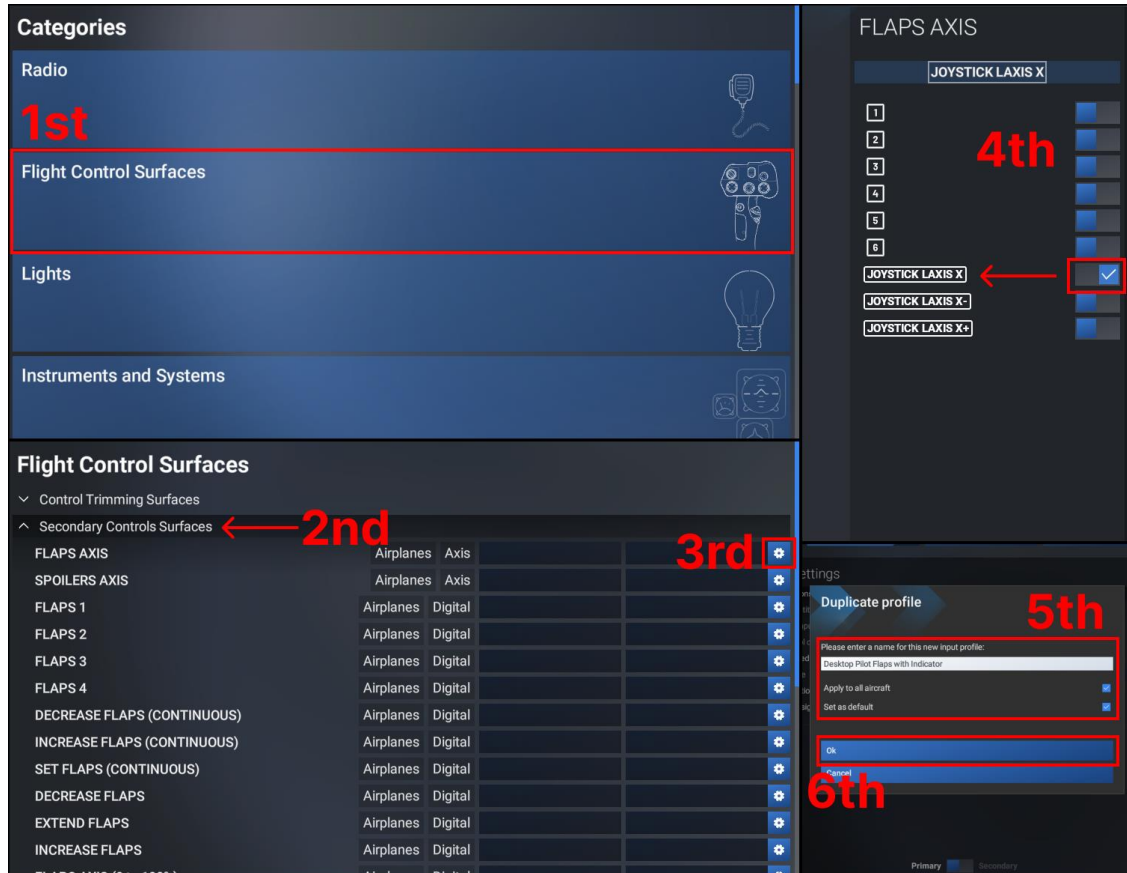 Categories
Radio
1st
Flight Control Surfaces
Lights
Instruments and Systems
Flight Control Surfaces
Control Trimming Surfaces
Secondary Controls Surfaces
2nd
3rd
FLAPS AXIS Airplanes Axis
SPOILERS AXIS Airplanes Axis
FLAPS 1 Airplanes Digital
FLAPS 2 Airplanes Digital
FLAPS 3 Airplanes Digital
FLAPS 4 Airplanes Digital
DECREASE FLAPS (CONTINUOUS) Airplanes Digital
INCREASE FLAPS (CONTINUOUS) Airplanes Digital
SET FLAPS (CONTINUOUS) Airplanes Digital
DECREASE FLAPS Airplanes Digital
EXTEND FLAPS Airplanes Digital
INCREASE FLAPS Airplanes Digital
FLAPS AXIS
JOYSTICK LAXIS X
1
2
4th
3
4
5
6
JOYSTICK LAXIS X
JOYSTICK LAXIS X-
JOYSTICK LAXIS X+
ettings
Duplicate profile
5th
Please enter a name for this new input profile:
Desktop Pilot Flaps with Indicator
Apply to all aircraft
Set as default
Ok
Cancel
6th
Primary Secondary